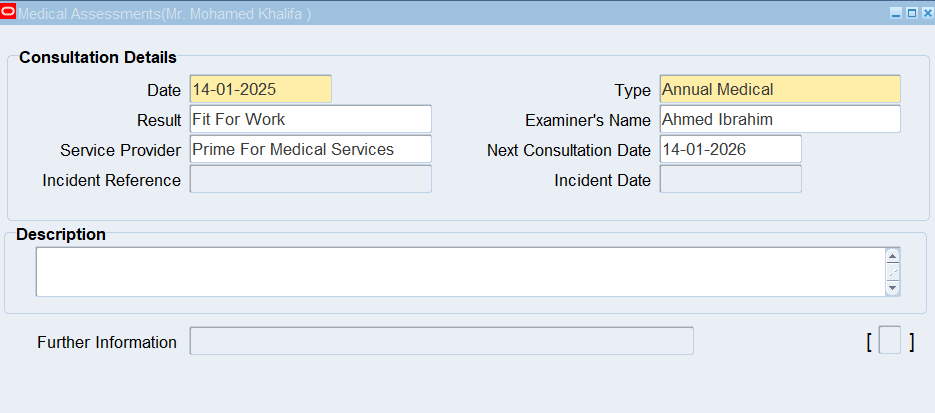 Medical Assessments(Mr. Mohamed Khalifa )
Consultation Details
Date 14-01-2025 Type Annual Medical
Result Fit For Work Examiner's Name Ahmed Ibrahim
Service Provider Prime For Medical Services Next Consultation Date 14-01-2026
Incident Reference Incident Date
Description
Further Information [ ]